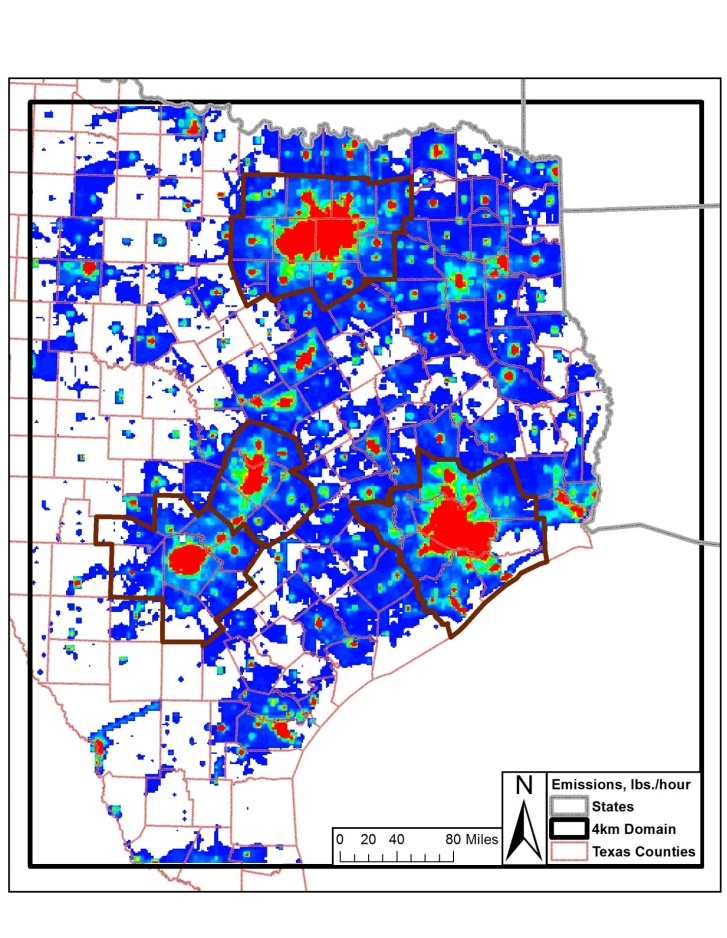 N
Emissions, lbs./hour
States
4km Domain
Texas Counties
0 20 40 80 Miles